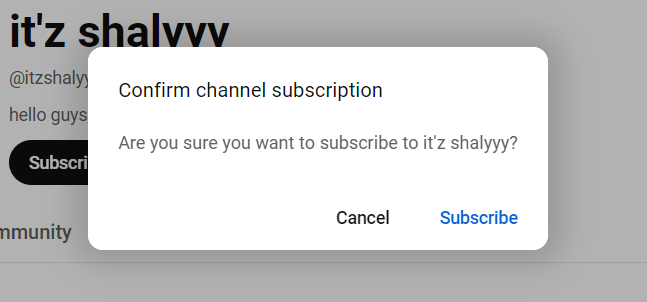 it'z shalyyy
@itzshalyy
hello guys
Subscri
mmunity
Confirm channel subscription
Are you sure you want to subscribe to it'z shalyyy?
Cancel Subscribe